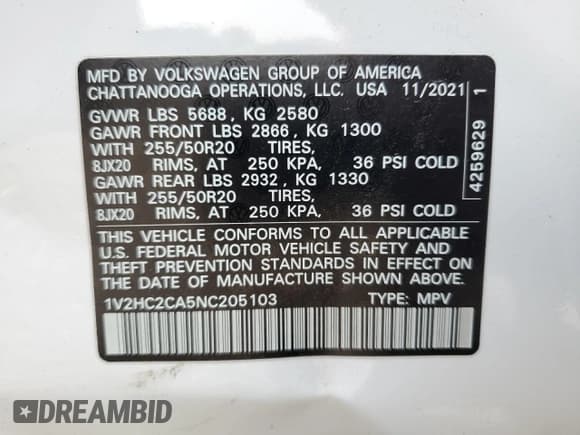 MFD BY VOLKSWAGEN GROUP OF AMERICA
CHATTANOOGA OPERATIONS, LLC. USA 11/2021
GVWR LBS 5688, KG 2580
GAWR FRONT LBS 2866, KG 1300
WITH 255/50R20 TIRES,
8JX20 RIMS, AT 250 KPA, 36 PSI COLD
GAWR REAR LBS 2932, KG 1330
WITH 255/50R20 TIRES,
8JX20 RIMS, AT 250 KPA, 36 PSI COLD
THIS VEHICLE CONFORMS TO ALL APPLICABLE
U.S. FEDERAL MOTOR VEHICLE SAFETY AND
THEFT PREVENTION STANDARDS IN EFFECT ON
THE DATE OF MANUFACTURE SHOWN ABOVE.
1V2HC2CA5NC205103 TYPE: MPV
4259629 1
DREAMBID